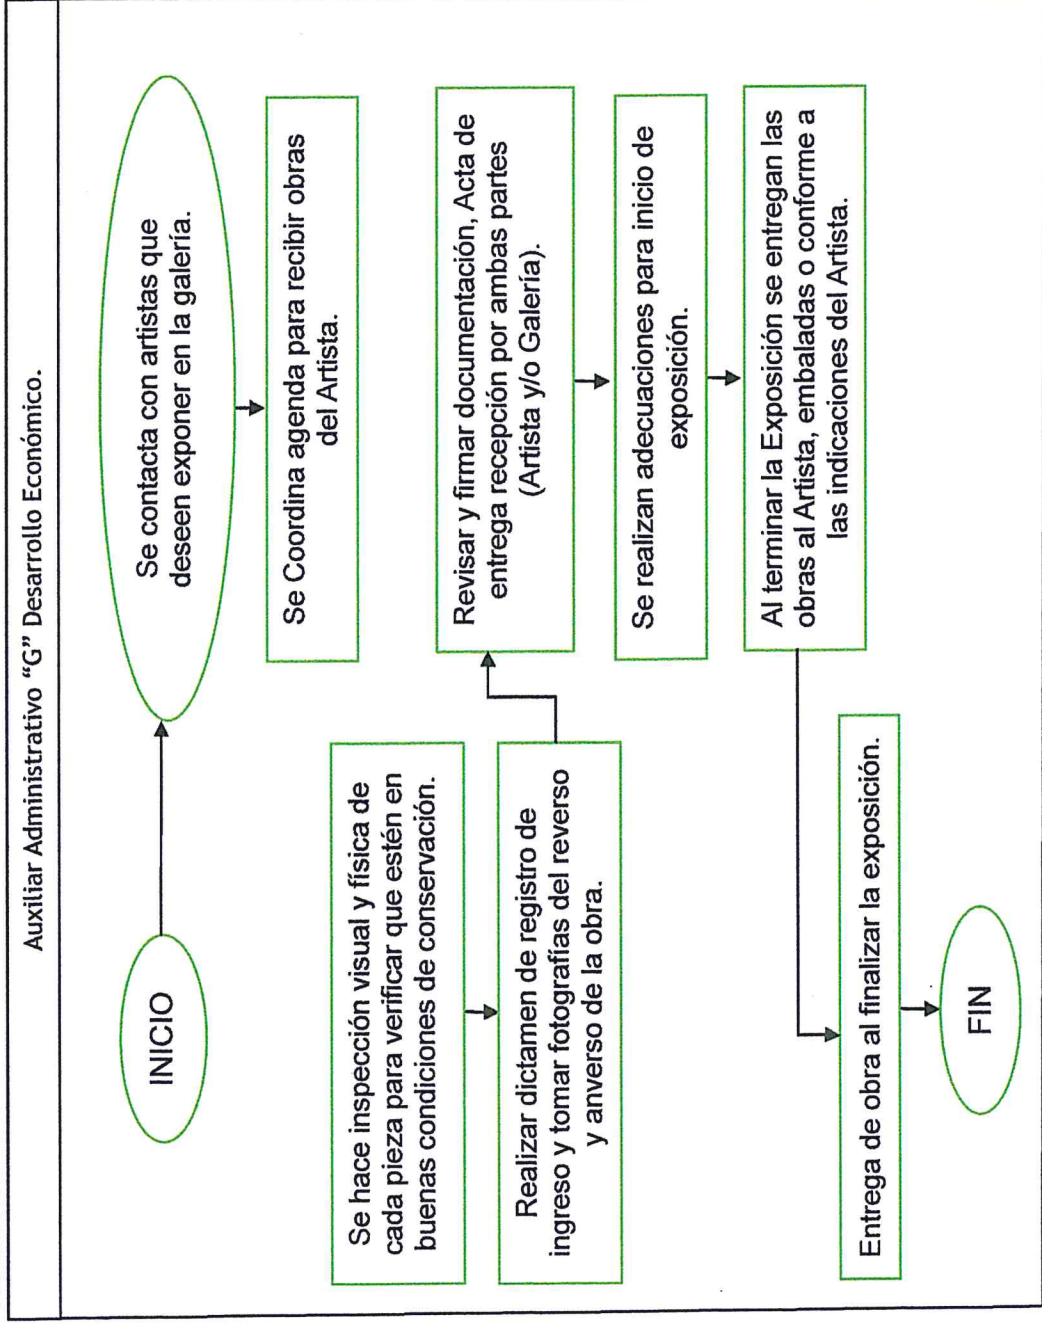 Auxiliar Administrativo “G” Desarrollo Económico.
INICIO
Se contacta con artistas que
deseen exponer en la galería.
Se Coordina agenda para recibir obras
del Artista.
Se hace inspección visual y física de
cada pieza para verificar que estén en
buenas condiciones de conservación.
Realizar dictamen de registro de
ingreso y tomar fotografías del reverso
y anverso de la obra.
Revisar y firmar documentación, Acta de
entrega recepción por ambas partes
(Artista y/o Galería).
Se realizan adecuaciones para inicio de
exposición.
Al terminar la Exposición se entregan las
obras al Artista, embaladas o conforme a
las indicaciones del Artista.
Entrega de obra al finalizar la exposición.
FIN